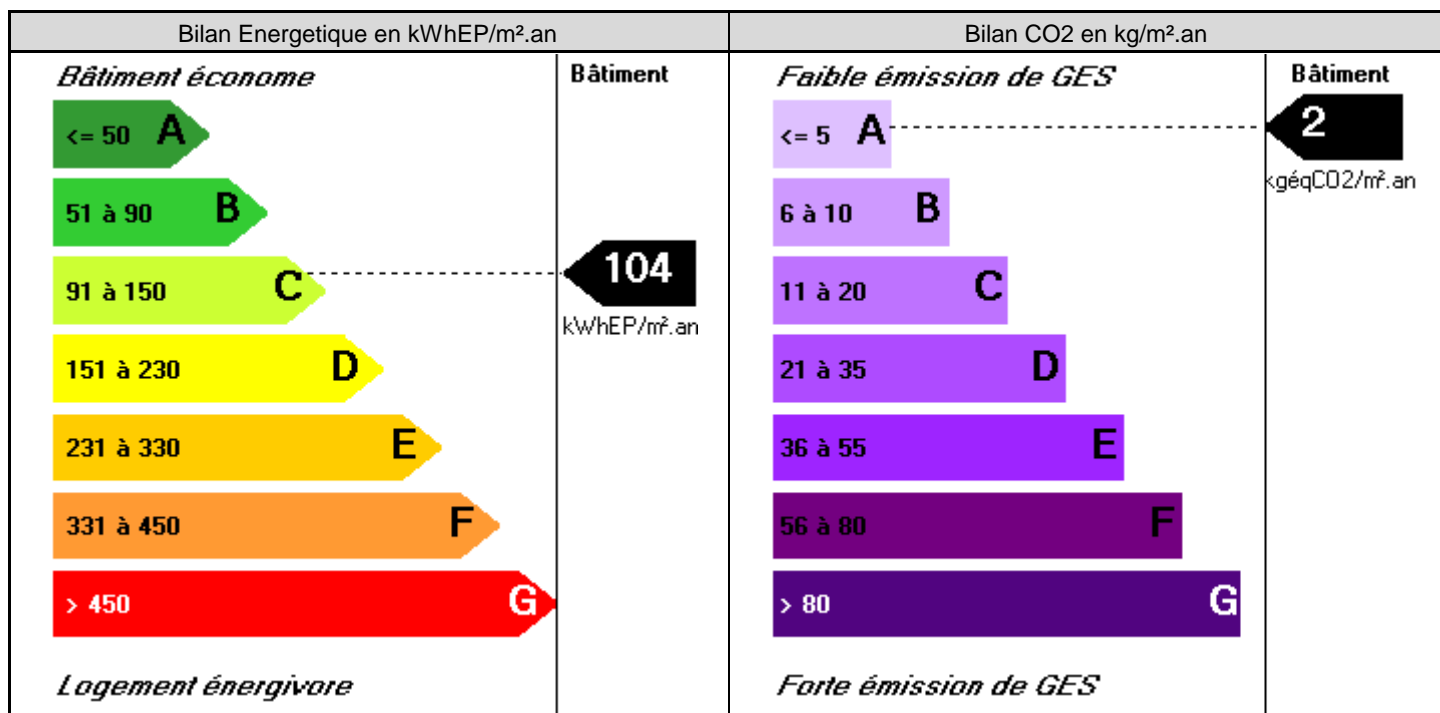 Bilan Energetique en kWhEP/m².an
Bâtiment économe
Bâtiment
<= 50 A
51 à 90 B
91 à 150 C
104
kWhEP/m².an
151 à 230 D
231 à 330 E
331 à 450 F
> 450 G
Logement énergivore
Bilan CO2 en kg/m².an
Faible émission de GES
Bâtiment
<= 5 A
2
kgéqCO2/m².an
6 à 10 B
11 à 20 C
21 à 35 D
36 à 55 E
56 à 80 F
> 80 G
Forte émission de GES